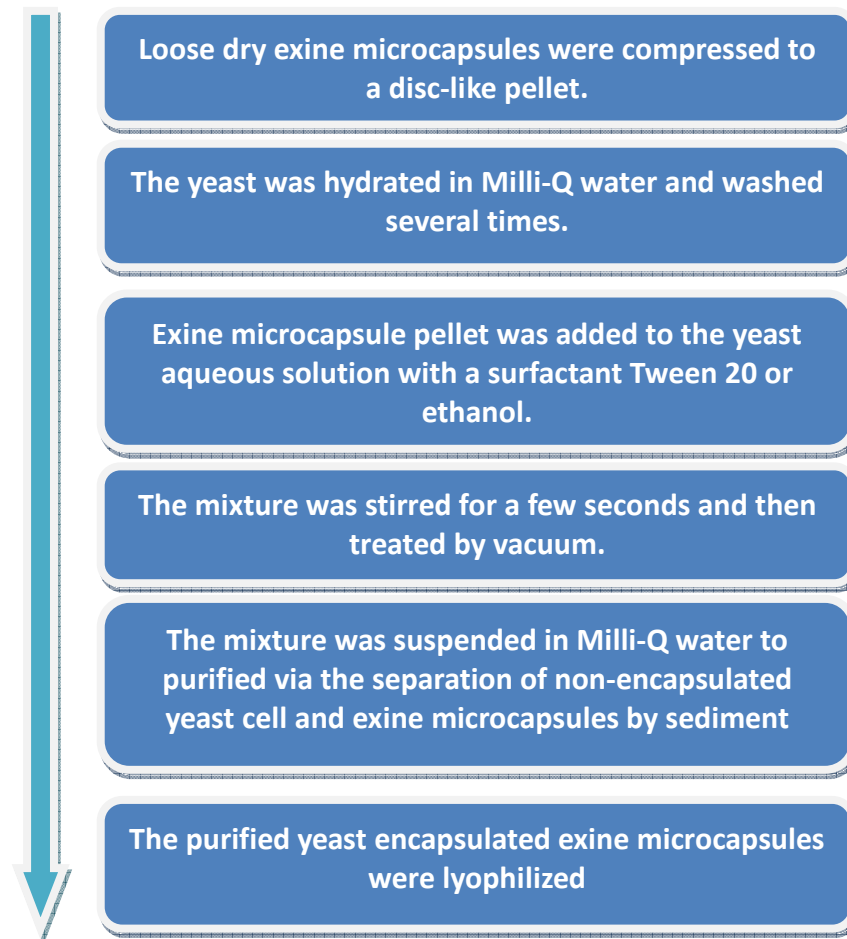 Loose dry exine microcapsules were compressed to
a disc-like pellet.
The yeast was hydrated in Milli-Q water and washed
several times.
Exine microcapsule pellet was added to the yeast
aqueous solution with a surfactant Tween 20 or
ethanol.
The mixture was stirred for a few seconds and then
treated by vacuum.
The mixture was suspended in Milli-Q water to
purified via the separation of non-encapsulated
yeast cell and exine microcapsules by sediment
The purified yeast encapsulated exine microcapsules
were lyophilized